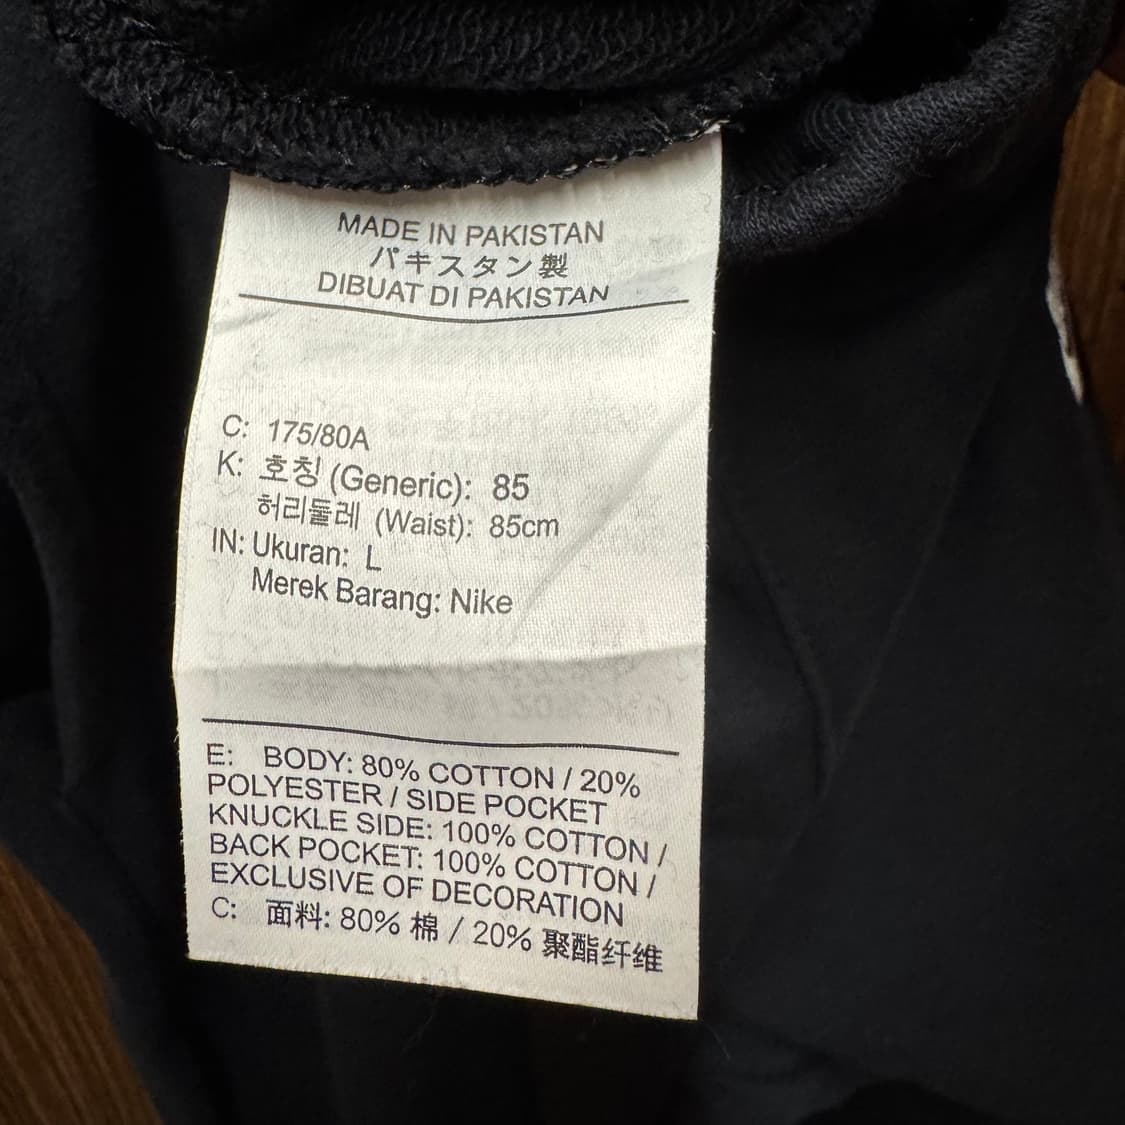 MADE IN PAKISTAN
パキスタン製
DIBUAT DI PAKISTAN
C: 175/80A
K: 호칭 (Generic): 85
허리둘레 (Waist): 85cm
IN: Ukuran: L
Merek Barang: Nike
E: BODY: 80% COTTON / 20%
POLYESTER / SIDE POCKET
KNUCKLE SIDE: 100% COTTON /
BACK POCKET: 100% COTTON /
EXCLUSIVE OF DECORATION
C: 面料: 80% 棉 / 20% 聚酯纤维